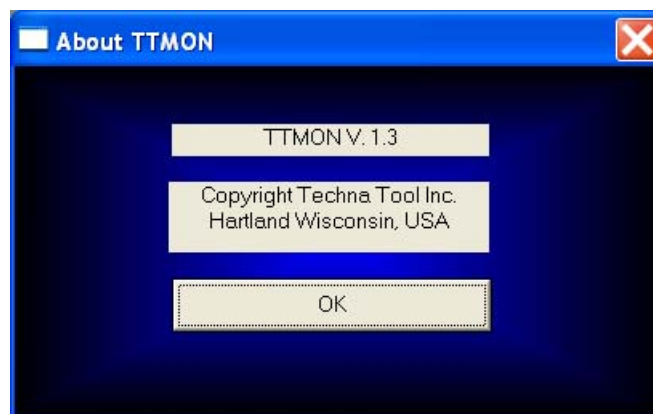 About TTMON
TTMON V. 1.3
Copyright Techna Tool Inc.
Hartland Wisconsin, USA
OK